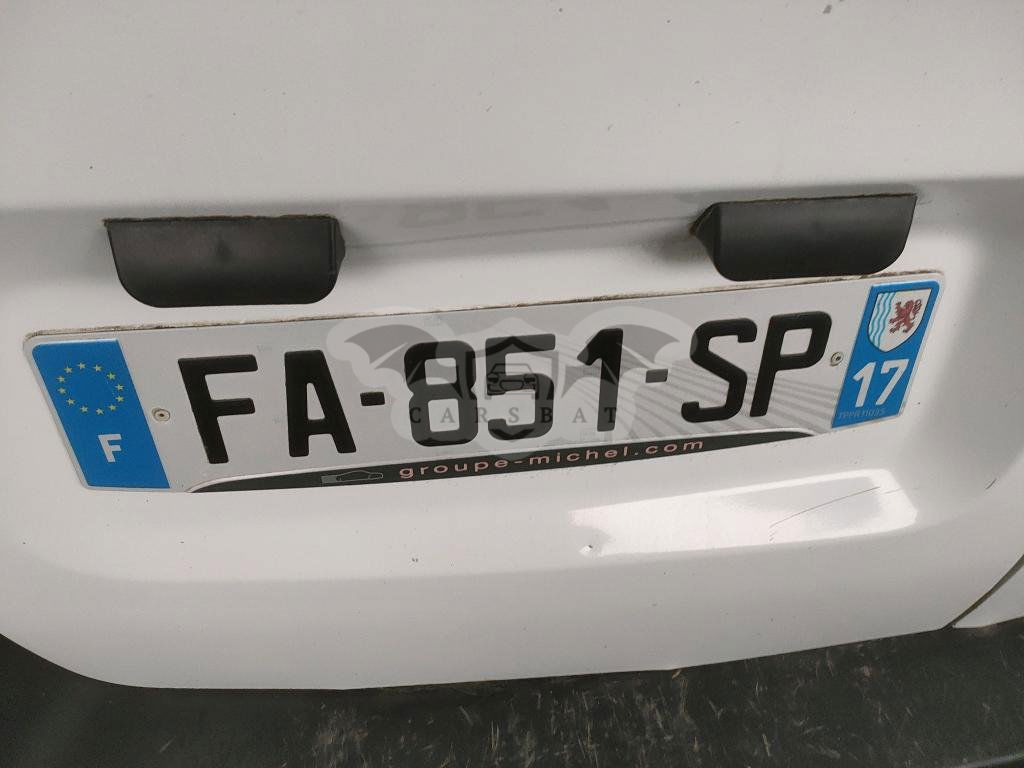 F
FA-851-SP
17
CARSBAT
groupe-michel.com